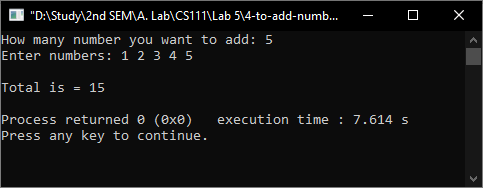 "D:\Study\2nd SEM\A. Lab\CS111\Lab 5\4-to-add-numb...
How many number you want to add: 5
Enter numbers: 1 2 3 4 5
Total is = 15
Process returned 0 (0x0)   execution time : 7.614 s
Press any key to continue.